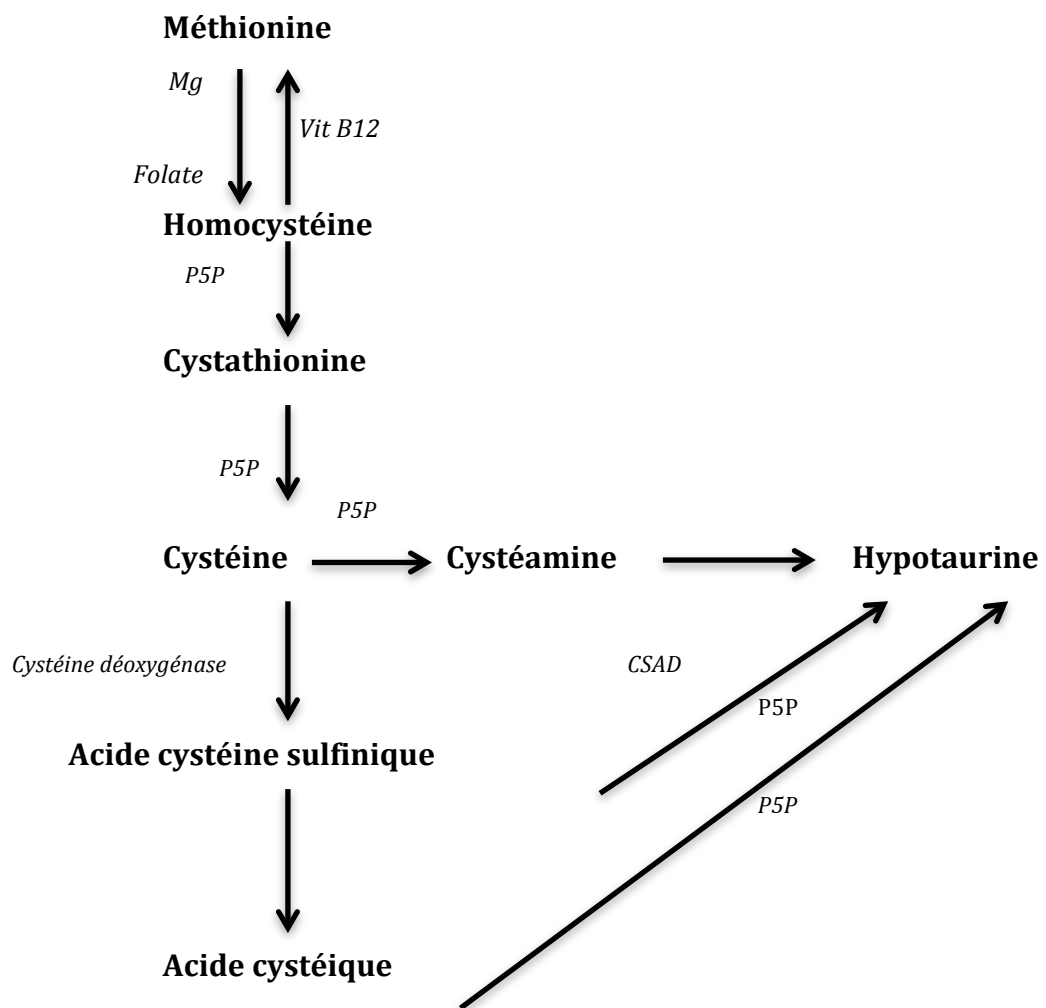 Méthionine
Mg
Vit B12
Folate
Homocystéine
P5P
Cystathionine
P5P
P5P
Cystéine
Cystéamine
Hypotaurine
Cystéine déoxygénase
CSAD
P5P
Acide cystéine sulfinique
P5P
Acide cystéique